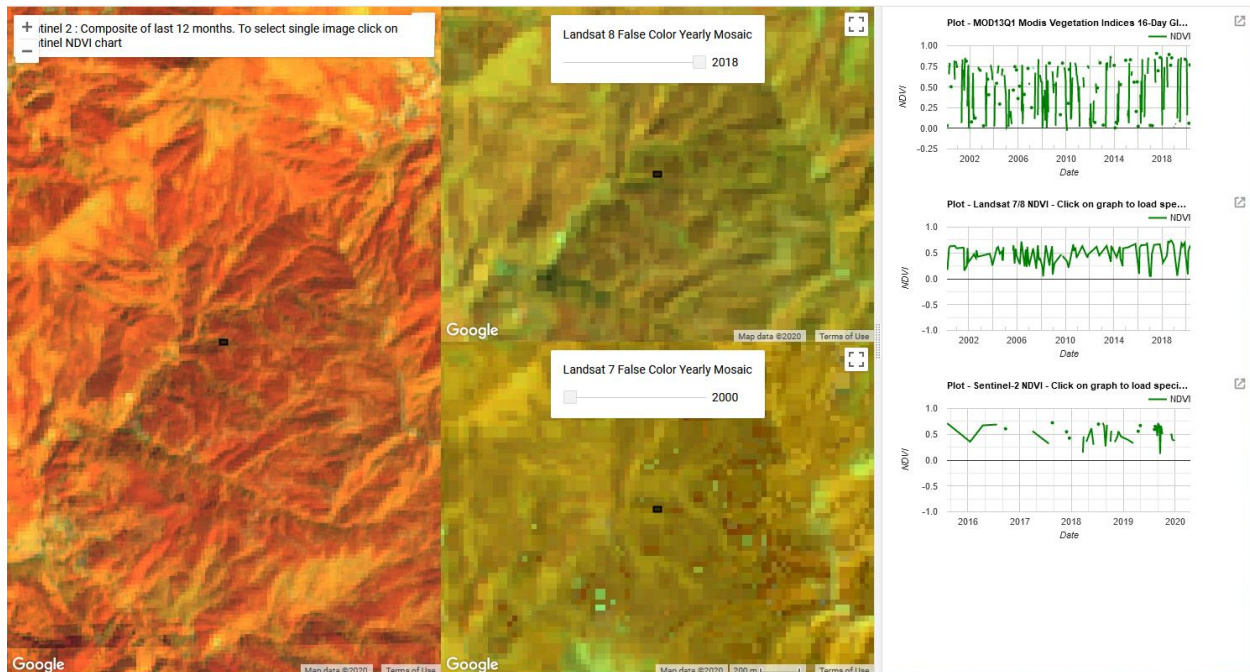 ntinel 2 : Composite of last 12 months. To select single image click on
ntinel NDVI chart
+
−
Google
Map data ©2020
Terms of Use
Landsat 8 False Color Yearly Mosaic
2018
Google
Map data ©2020
Terms of Use
Landsat 7 False Color Yearly Mosaic
2000
Google
Map data ©2020
200 m
Terms of Use
Plot - MOD13Q1 Modis Vegetation Indices 16-Day Gl...
NDVI
1.00
0.75
0.50
0.25
0.00
-0.25
NDVI
2002
2006
2010
2014
2018
Date
Plot - Landsat 7/8 NDVI - Click on graph to load spe...
NDVI
1.0
0.5
0.0
-0.5
-1.0
NDVI
2002
2006
2010
2014
2018
Date
Plot - Sentinel-2 NDVI - Click on graph to load speci...
NDVI
1.0
0.5
0.0
-0.5
-1.0
NDVI
2016
2017
2018
2019
2020
Date